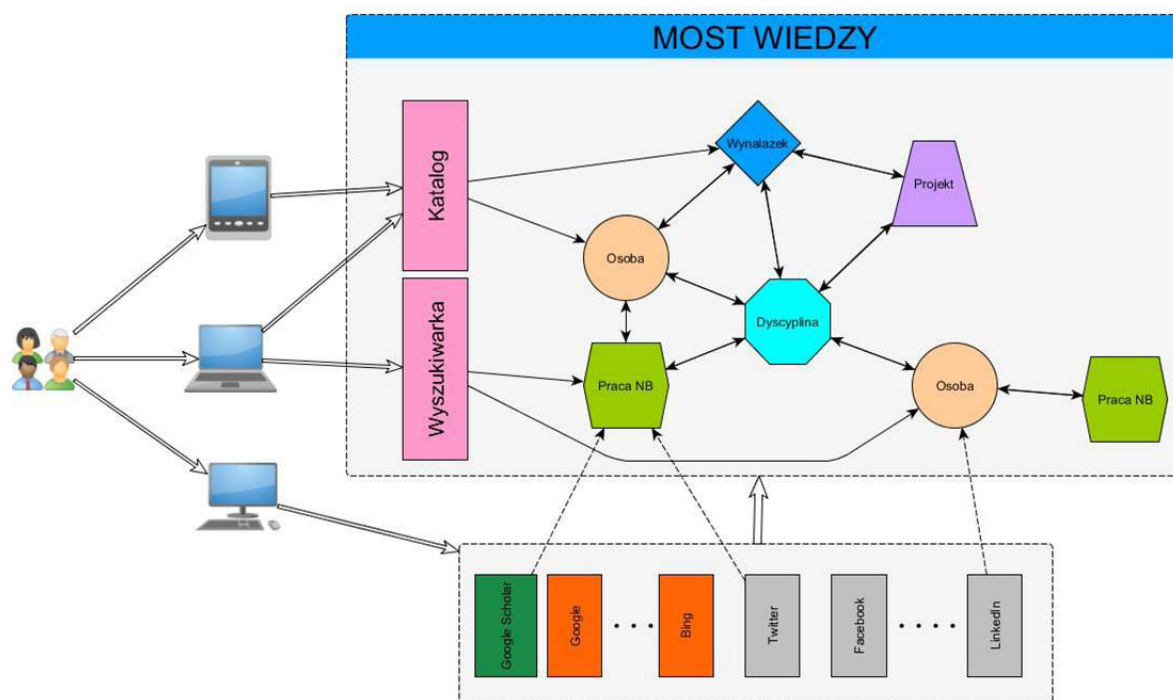 MOST WIEDZY
Katalog
Wynalazek
Projekt
Osoba
Wyszukiwarka
Dyscyplina
Praca NB
Osoba
Praca NB
Google Scholar
Google
Bing
Twitter
Facebook
LinkedIn